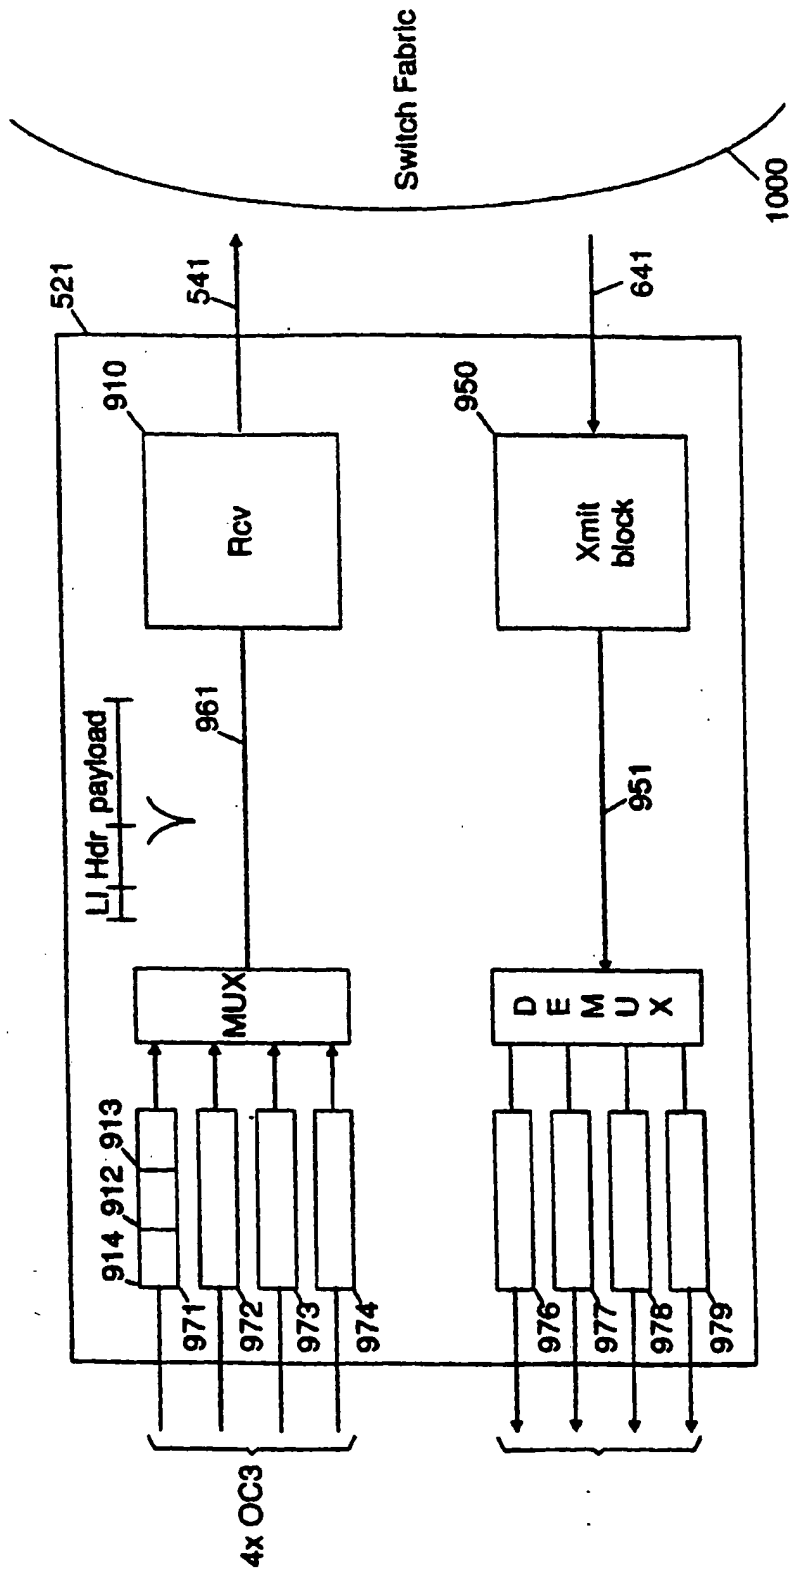 521
910
541
Rcv
LI Hdr payload
961
MUX
914 912 913
971
972
973
974
4x OC3
Switch Fabric
1000
950
641
Xmit
block
951
D
E
M
U
X
976
977
978
979